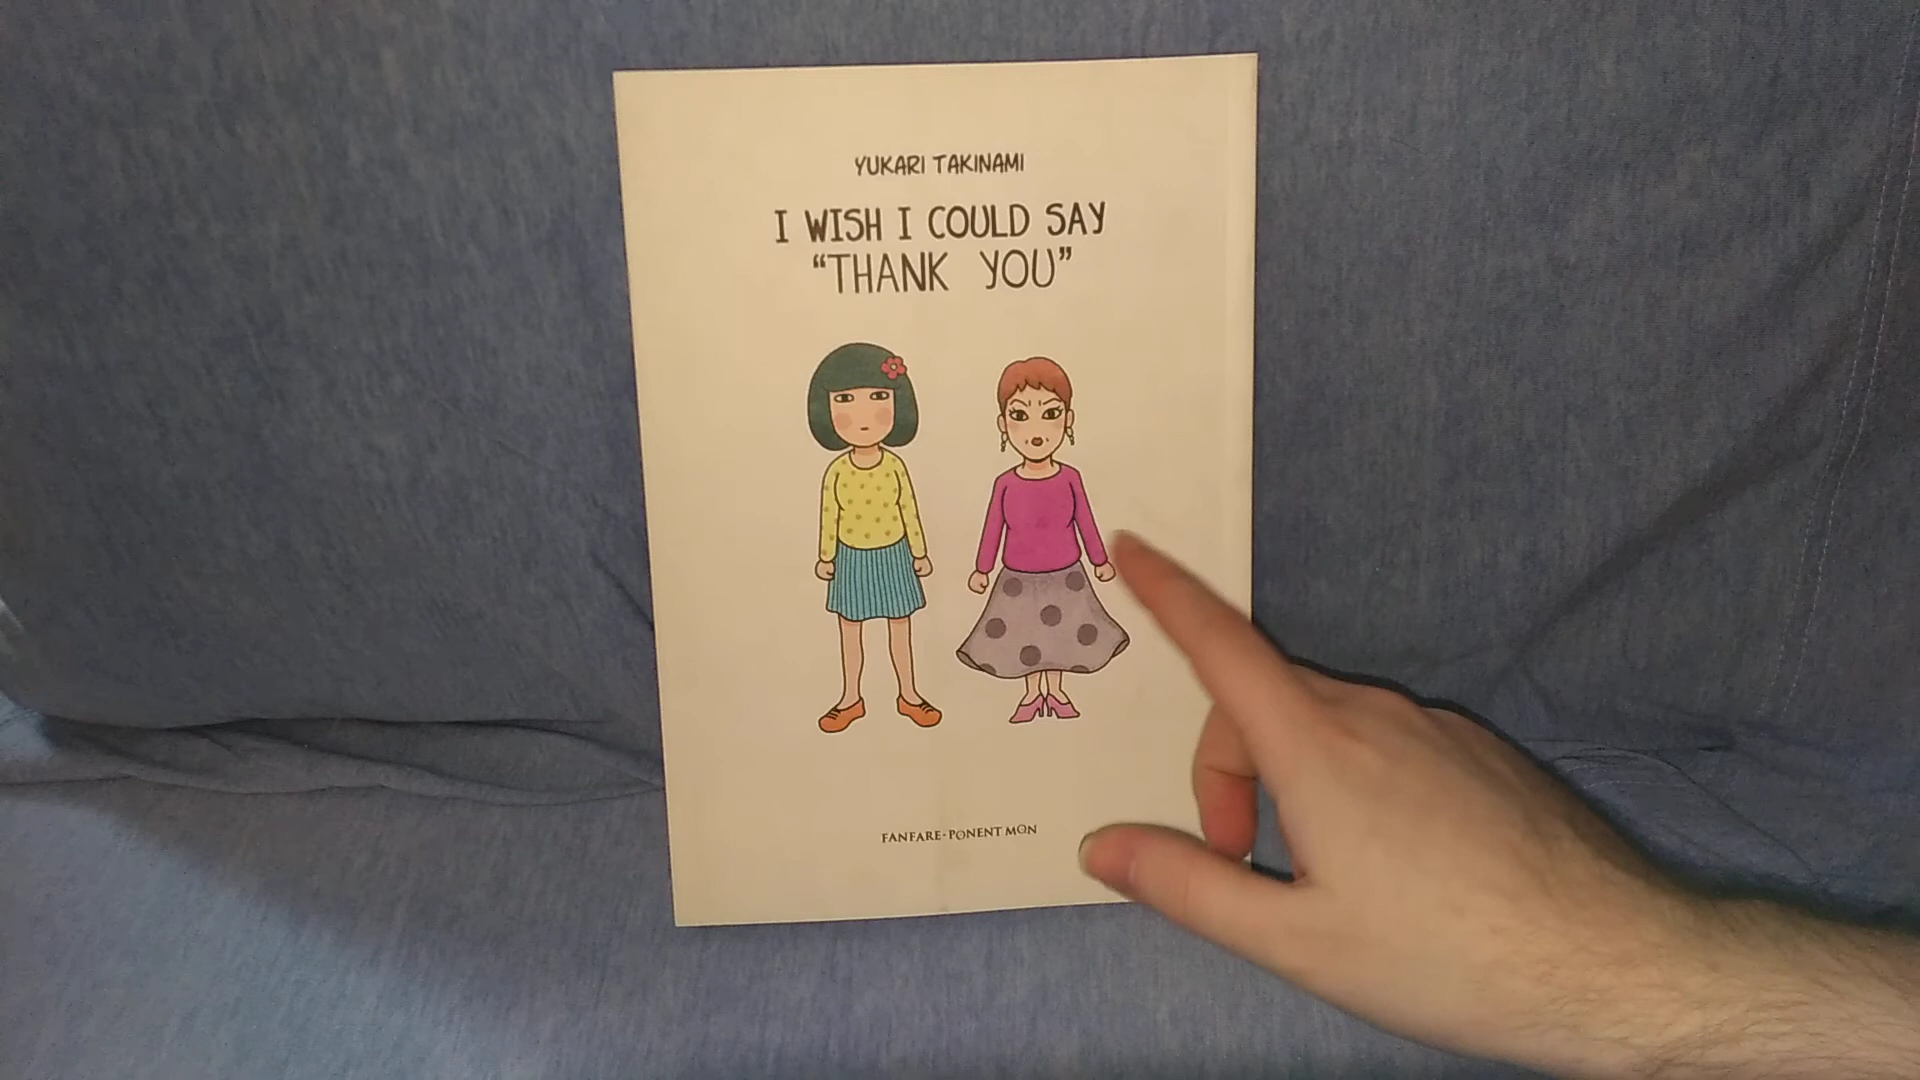 YUKARI TAKINAMI
I WISH I COULD SAY
“THANK YOU”
FANFARE-PONENT MON